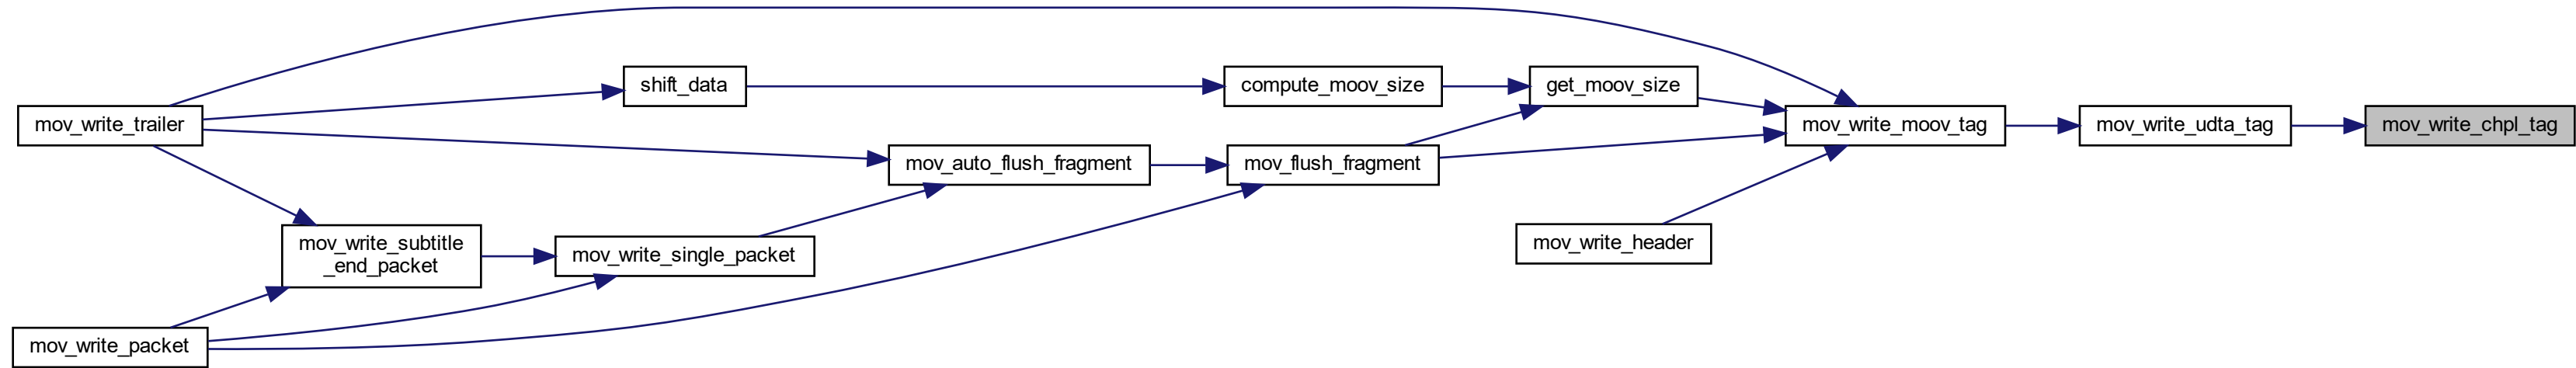 shift_data
compute_moov_size
get_moov_size
mov_write_trailer
mov_write_moov_tag
mov_write_udta_tag
mov_write_chpl_tag
mov_auto_flush_fragment
mov_flush_fragment
mov_write_subtitle
_end_packet
mov_write_single_packet
mov_write_header
mov_write_packet